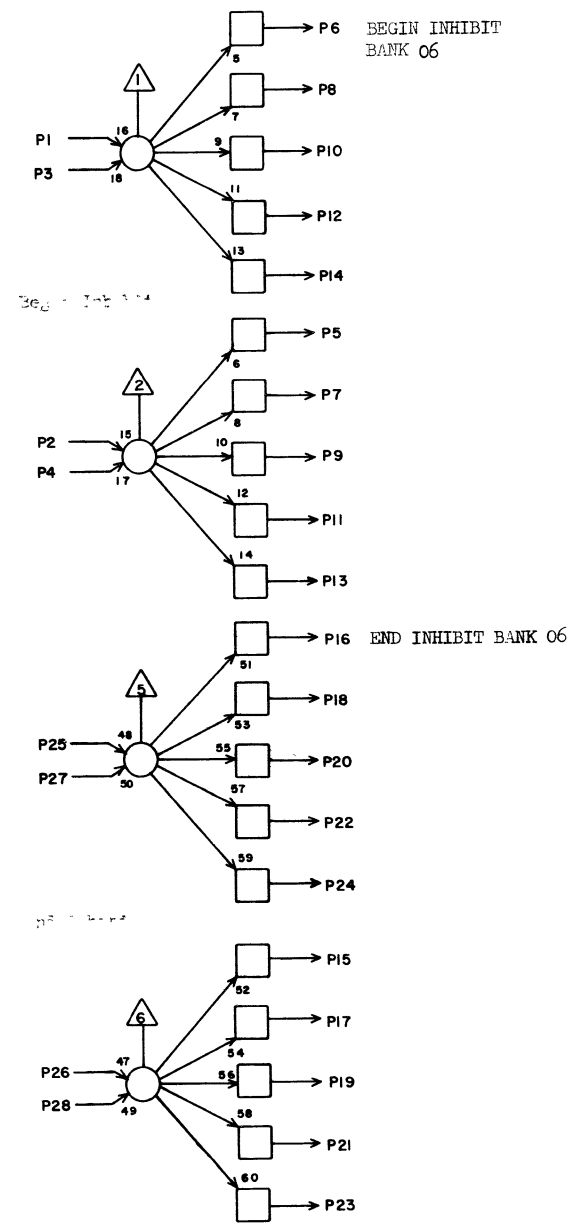 P6 BEGIN INHIBIT
BANK 06
5
1
P8
7
P1 16
9 P10
P3 18
11
P12
13
P14
P5
6
2
P7
8
P2 15
10 P9
P4 17
12
P11
14
P13
P16 END INHIBIT BANK 06
51
5
P18
53
P25 48
55 P20
P27 50
57
P22
59
P24
P15
52
6
P17
54
P26 47
56 P19
P28 49
58
P21
60
P23